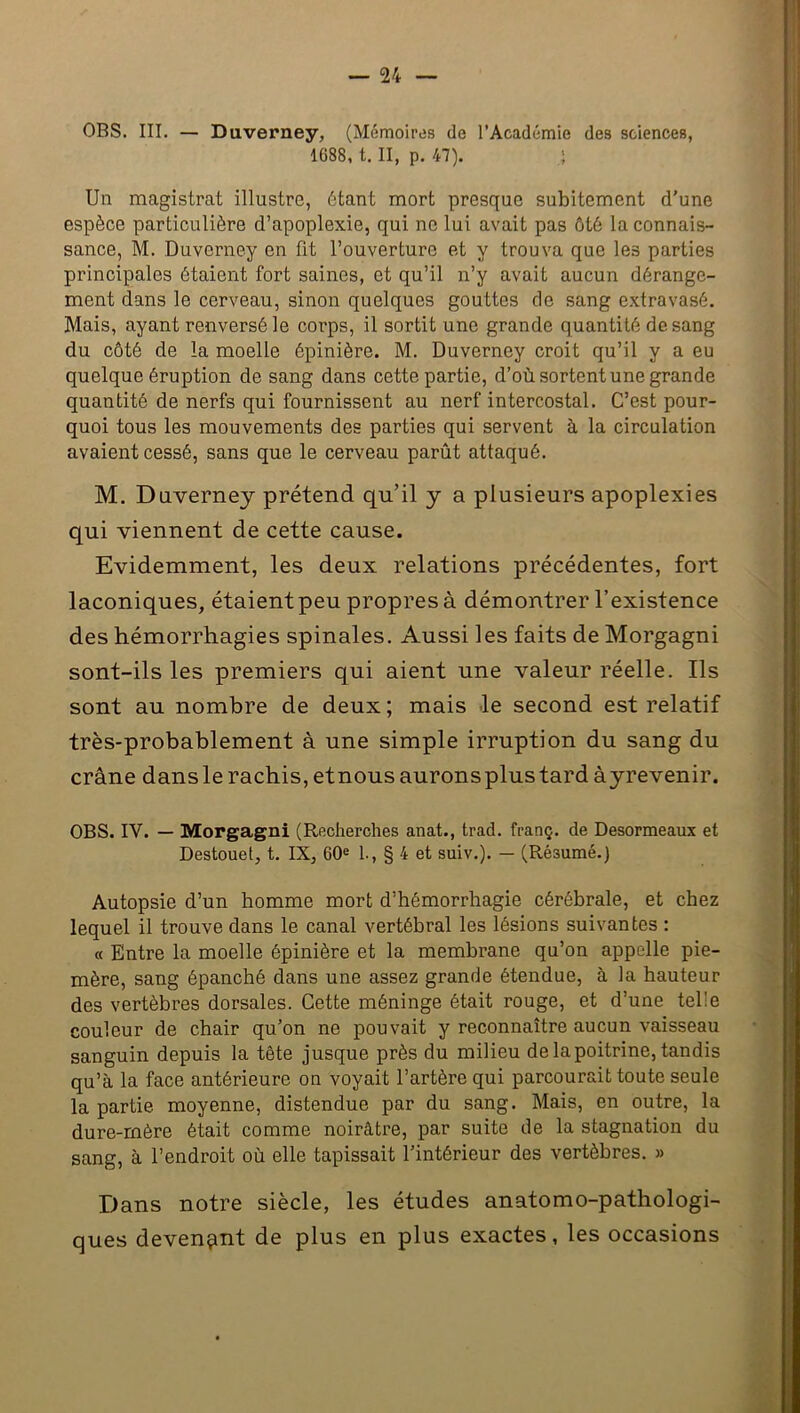 — 24 —
OBS. III. — Duverney, (Mémoires de l'Académie des sciences,
1688, t. II, p. 47).
Un magistrat illustre, étant mort presque subitement d'une
espèce particulière d'apoplexie, qui ne lui avait pas ôté la connais-
sance, M. Duverney en fit l'ouverture et y trouva que les parties
principales étaient fort saines, et qu'il n'y avait aucun dérange-
ment dans le cerveau, sinon quelques gouttes de sang extravasé.
Mais, ayant renversé le corps, il sortit une grande quantité de sang
du côté de la moelle épinière. M. Duverney croit qu'il y a eu
quelque éruption de sang dans cette partie, d'où sortent une grande
quantité de nerfs qui fournissent au nerf intercostal. C'est pour-
quoi tous les mouvements des parties qui servent à la circulation
avaient cessé, sans que le cerveau parût attaqué.
M. Duverney prétend qu'il y a plusieurs apoplexies
qui viennent de cette cause.
Evidemment, les deux relations précédentes, fort
laconiques, étaient peu propres à démontrer l'existence
des hémorrhagies spinales. Aussi les faits de Morgagni
sont-ils les premiers qui aient une valeur réelle. Ils
sont au nombre de deux; mais le second est relatif
très-probablement à une simple irruption du sang du
crâne dans le rachis, et nous aurons plus tard à y revenir.
OBS. IV. — Morgagni (Recherches anat., trad. franç. de Desormeaux et
Destouet, t. IX, 60e l., § 4 et suiv.). — (Résumé.)
Autopsie d'un homme mort d'hémorrhagie cérébrale, et chez
lequel il trouve dans le canal vertébral les lésions suivantes :
« Entre la moelle épinière et la membrane qu'on appelle pie-
mère, sang épanché dans une assez grande étendue, à la hauteur
des vertèbres dorsales. Cette méninge était rouge, et d'une telle
couleur de chair qu'on ne pouvait y reconnaître aucun vaisseau
sanguin depuis la tête jusque près du milieu de la poitrine, tandis
qu'à la face antérieure on voyait l'artère qui parcourait toute seule
la partie moyenne, distendue par du sang. Mais, en outre, la
dure-mère était comme noirâtre, par suite de la stagnation du
sang, à l'endroit où elle tapissait l'intérieur des vertèbres. »
Dans notre siècle, les études anatomo-pathologi-
ques devenant de plus en plus exactes, les occasions